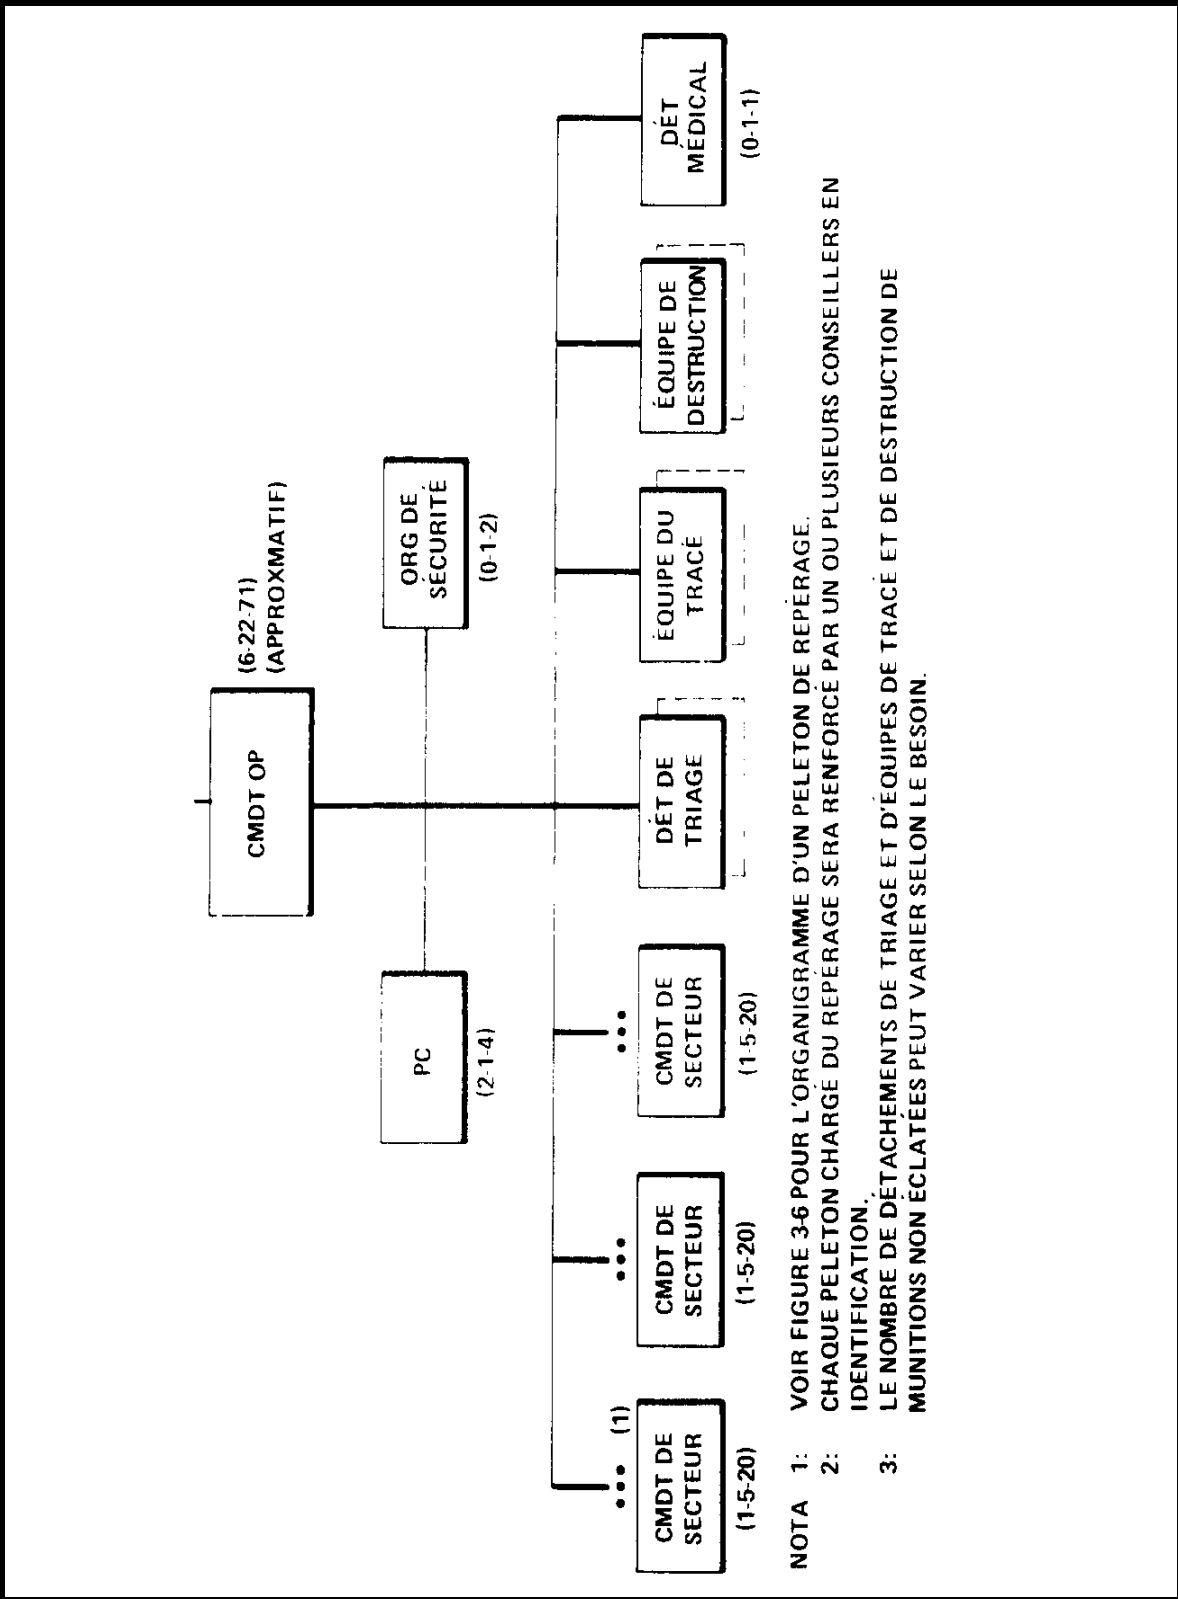 (6-22-71)
(APPROXMATIF)
CMDT OP
PC
(2-1-4)
ORG DE
SÉCURITÉ
(0-1-2)
(1)
CMDT DE
SECTEUR
(1-5-20)
CMDT DE
SECTEUR
(1-5-20)
CMDT DE
SECTEUR
(1-5-20)
DÉT DE
TRIAGE
ÉQUIPE DU
TRACÉ
ÉQUIPE DE
DESTRUCTION
DÉT
MÉDICAL
(0-1-1)
NOTA 1: VOIR FIGURE 3-6 POUR L'ORGANIGRAMME D'UN PELETON DE REPÉRAGE.
2: CHAQUE PELETON CHARGÉ DU REPÉRAGE SERA RENFORCÉ PAR UN OU PLUSIEURS CONSEILLERS EN
IDENTIFICATION.
3: LE NOMBRE DE DÉTACHEMENTS DE TRIAGE ET D'ÉQUIPES DE TRACÉ ET DE DESTRUCTION DE
MUNITIONS NON ÉCLATÉES PEUT VARIER SELON LE BESOIN.